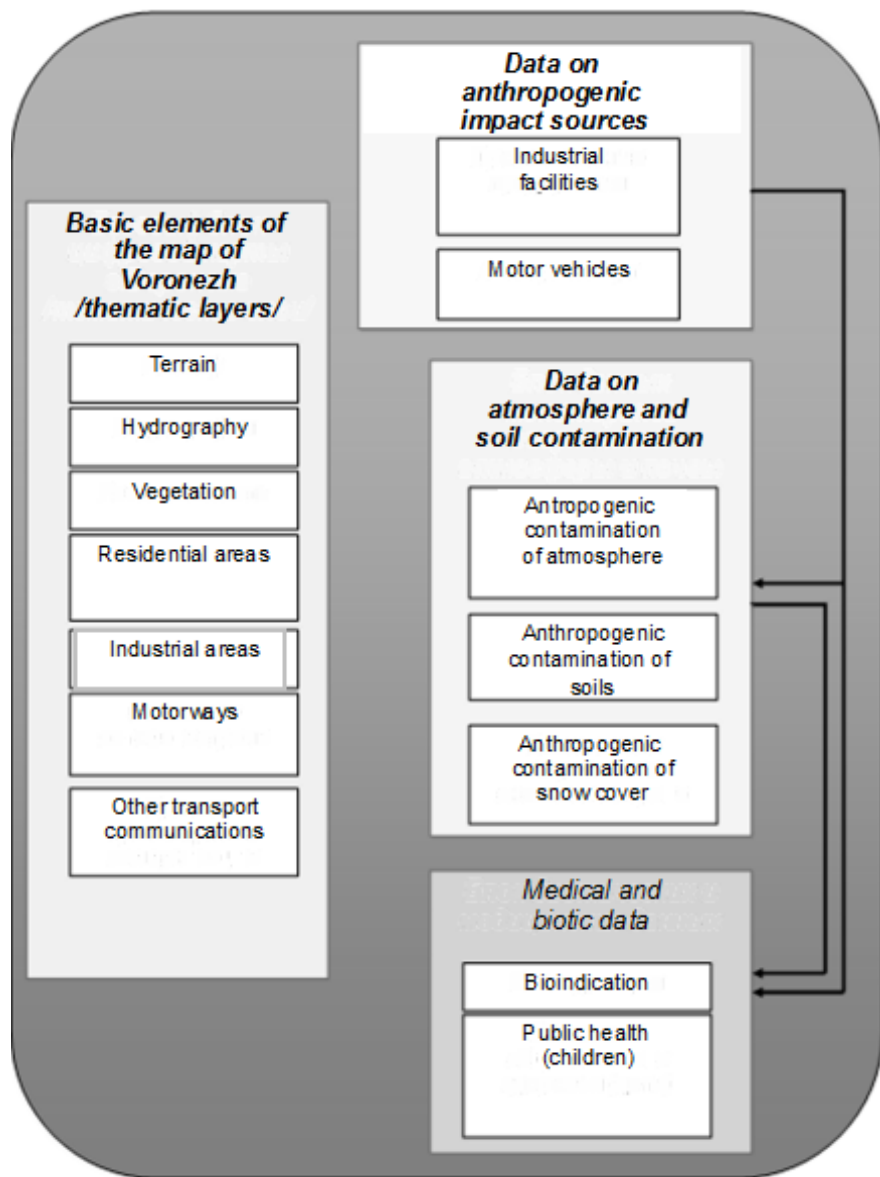 Basic elements of
the map of
Voronezh
/thematic layers/
Terrain
Hydrography
Vegetation
Residential areas
Industrial areas
Motorways
Other transport
communications
Data on
anthropogenic
impact sources
Industrial
facilities
Motor vehicles
Data on
atmosphere and
soil contamination
Antropogenic
contamination
of atmosphere
Anthropogenic
contamination of
soils
Anthropogenic
contamination of
snow cover
Medical and
biotic data
Bioindication
Public health
(children)